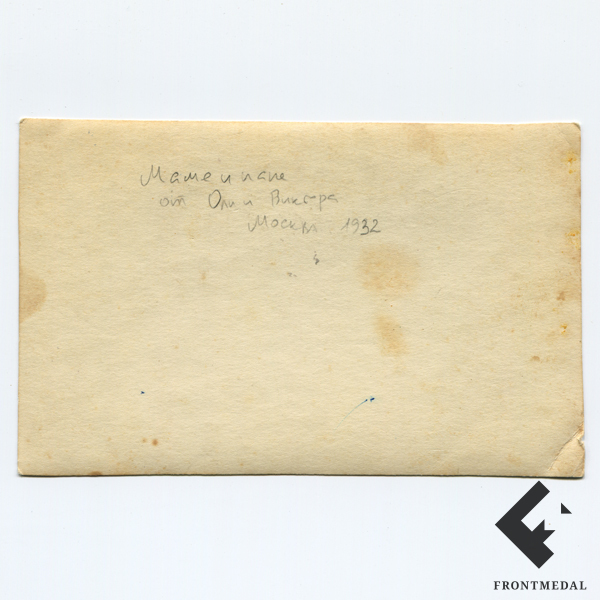 Маме и папе
от Оли и Виктора
Москва 1932
FRONTMEDAL